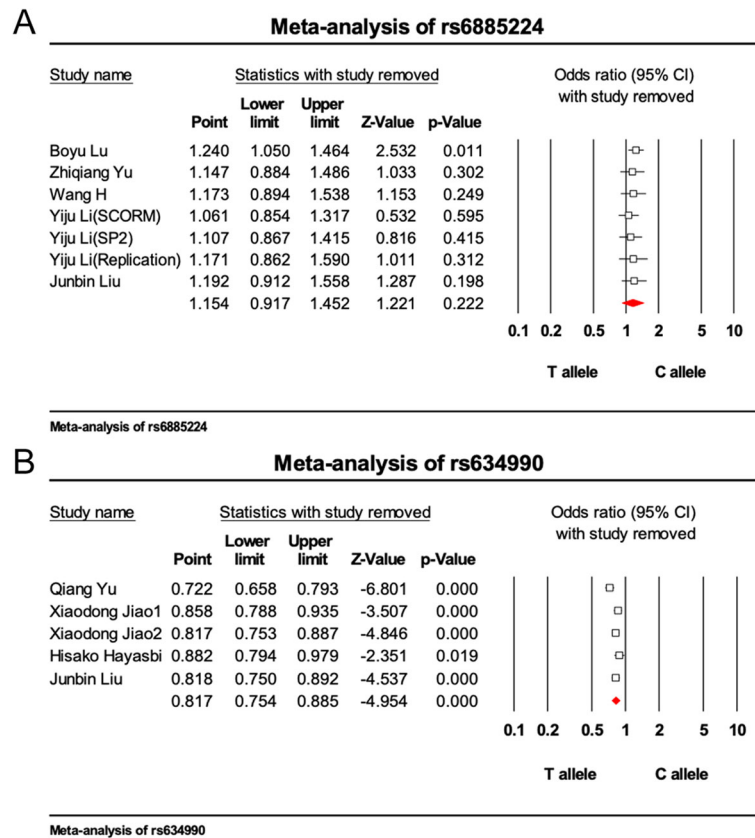 A
Meta-analysis of rs6885224
Study name Statistics with study removed Odds ratio (95% CI)
with study removed
Lower Upper
Point limit limit Z-Value p-Value
Boyu Lu 1.240 1.050 1.464 2.532 0.011
Zhiqiang Yu 1.147 0.884 1.486 1.033 0.302
Wang H 1.173 0.894 1.538 1.153 0.249
Yiju Li(SCORM) 1.061 0.854 1.317 0.532 0.595
Yiju Li(SP2) 1.107 0.867 1.415 0.816 0.415
Yiju Li(Replication) 1.171 0.862 1.590 1.011 0.312
Junbin Liu 1.192 0.912 1.558 1.287 0.198
1.154 0.917 1.452 1.221 0.222
0.1 0.2 0.5 1 2 5 10
T allele C allele
Meta-analysis of rs6885224
B
Meta-analysis of rs634990
Study name Statistics with study removed Odds ratio (95% CI)
with study removed
Lower Upper
Point limit limit Z-Value p-Value
Qiang Yu 0.722 0.658 0.793 -6.801 0.000
Xiaodong Jiao1 0.858 0.788 0.935 -3.507 0.000
Xiaodong Jiao2 0.817 0.753 0.887 -4.846 0.000
Hisako Hayasbi 0.882 0.794 0.979 -2.351 0.019
Junbin Liu 0.818 0.750 0.892 -4.537 0.000
0.817 0.754 0.885 -4.954 0.000
0.1 0.2 0.5 1 2 5 10
T allele C allele
Meta-analysis of rs634990